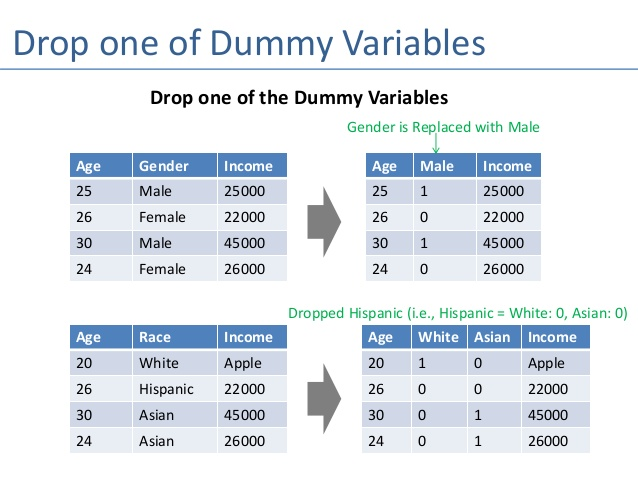 Drop one of Dummy Variables
Drop one of the Dummy Variables
Gender is Replaced with Male
Age Gender Income
25 Male 25000
26 Female 22000
30 Male 45000
24 Female 26000
Age Male Income
25 1 25000
26 0 22000
30 1 45000
24 0 26000
Dropped Hispanic (i.e., Hispanic = White: 0, Asian: 0)
Age Race Income
20 White Apple
26 Hispanic 22000
30 Asian 45000
24 Asian 26000
Age White Asian Income
20 1 0 Apple
26 0 0 22000
30 0 1 45000
24 0 1 26000